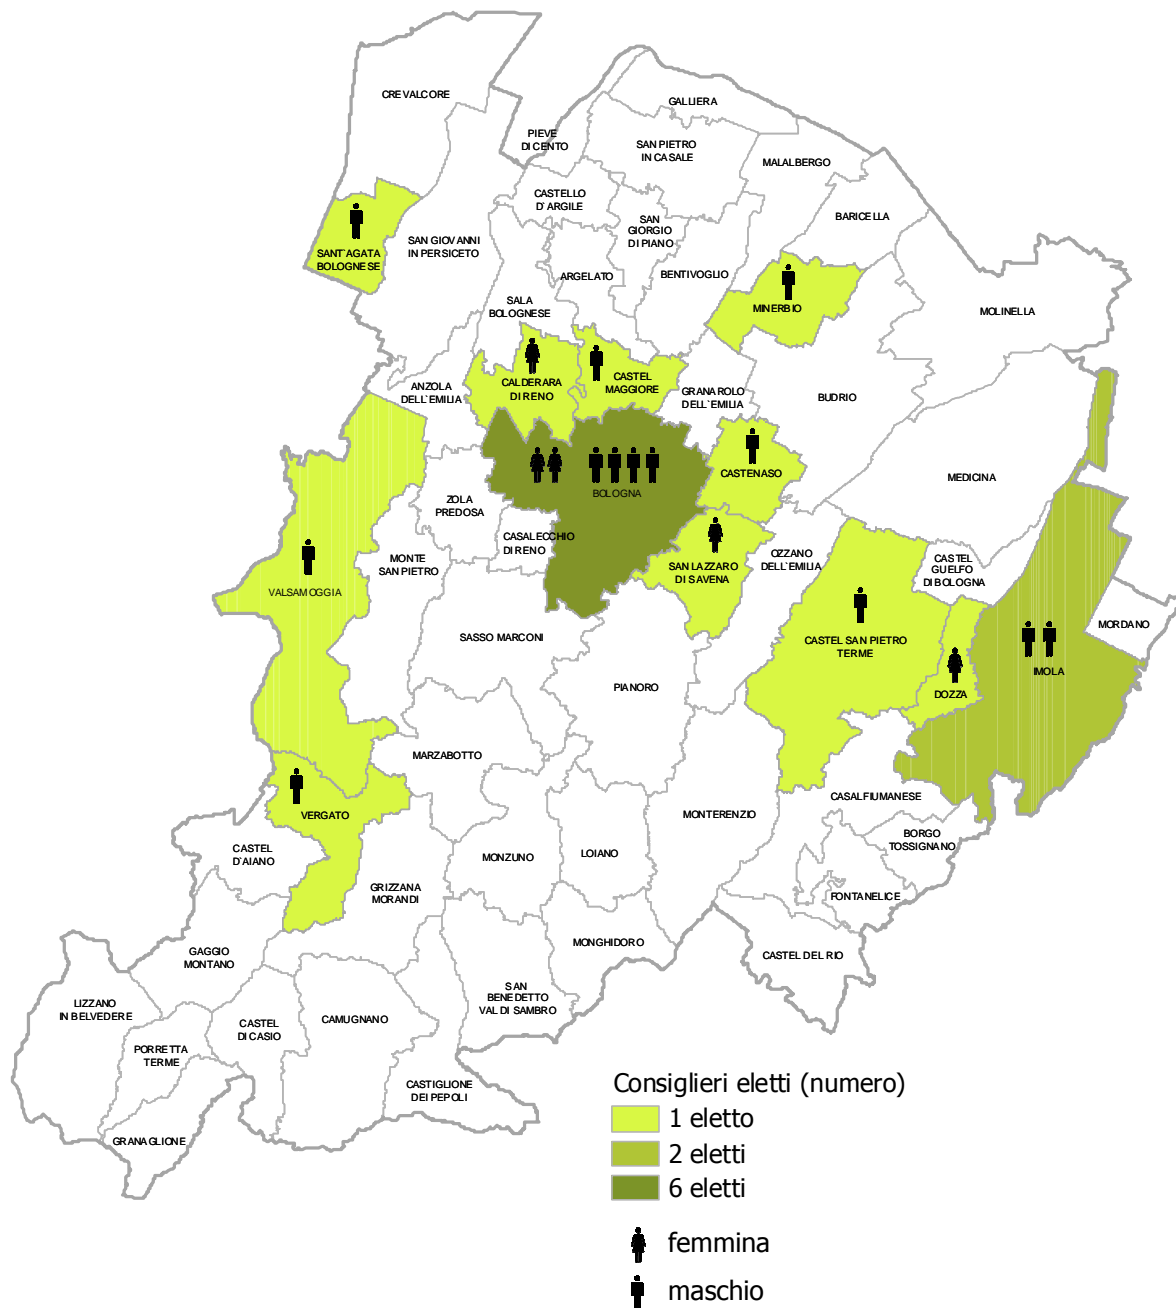 CREVALCORE
GALLIERA
PIEVE
DI CENTO
SAN PIETRO
IN CASALE
MALALBERGO
CASTELLO
D`ARGILE
BARICELLA
SANT`AGATA
BOLOGNESE
SAN GIOVANNI
IN PERSICETO
SAN
GIORGIO
DI PIANO
ARGELATO
BENTIVOGLIO
MINERBIO
MOLINELLA
SALA
BOLOGNESE
ANZOLA
DELL`EMILIA
CALDERARA
DI RENO
CASTEL
MAGGIORE
GRANAROLO
DELL`EMILIA
BUDRIO
CASTENASO
MEDICINA
ZOLA
PREDOSA
BOLOGNA
CASALECCHIO
DI RENO
MONTE
SAN PIETRO
VALSAMOGGIA
SAN LAZZARO
DI SAVENA
OZZANO
DELL`EMILIA
CASTEL
GUELFO
DI BOLOGNA
MORDANO
SASSO MARCONI
CASTEL SAN PIETRO
TERME
IMOLA
PIANORO
DOZZA
MARZABOTTO
VERGATO
MONTERENZIO
CASALFIUMANESE
CASTEL
D'AIANO
MONZUNO
LOIANO
BORGO
TOSSIGNANO
GRIZZANA
MORANDI
FONTANELICE
GAGGIO
MONTANO
MONGHIDORO
CASTEL DEL RIO
LIZZANO
IN BELVEDERE
SAN
BENEDETTO
VAL DI SAMBRO
CASTEL
DI CASIO
CAMUGNANO
PORRETTA
TERME
CASTIGLIONE
DEI PEPOLI
GRANAGLIONE
Consiglieri eletti (numero)
1 eletto
2 eletti
6 eletti
femmina
maschio